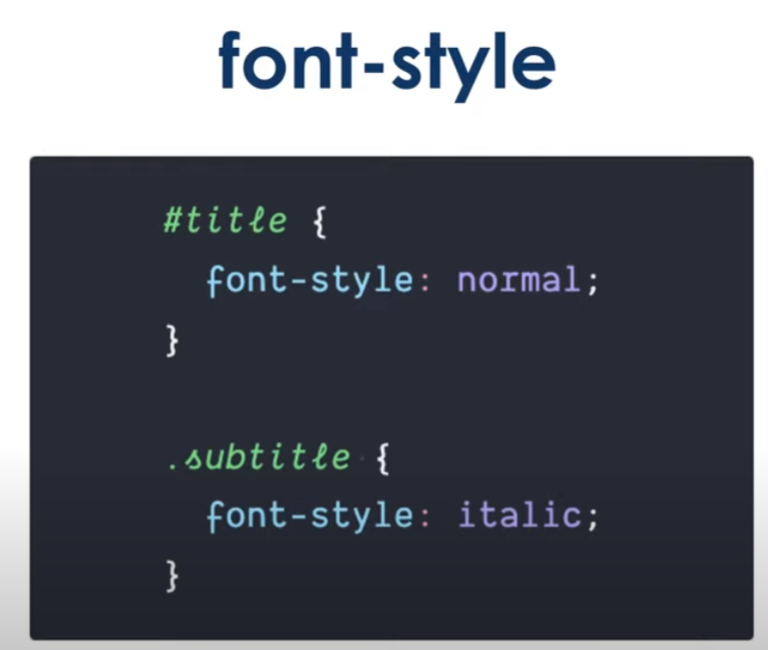 font-style
#title {
font-style: normal;
}
.subtitle {
font-style: italic;
}